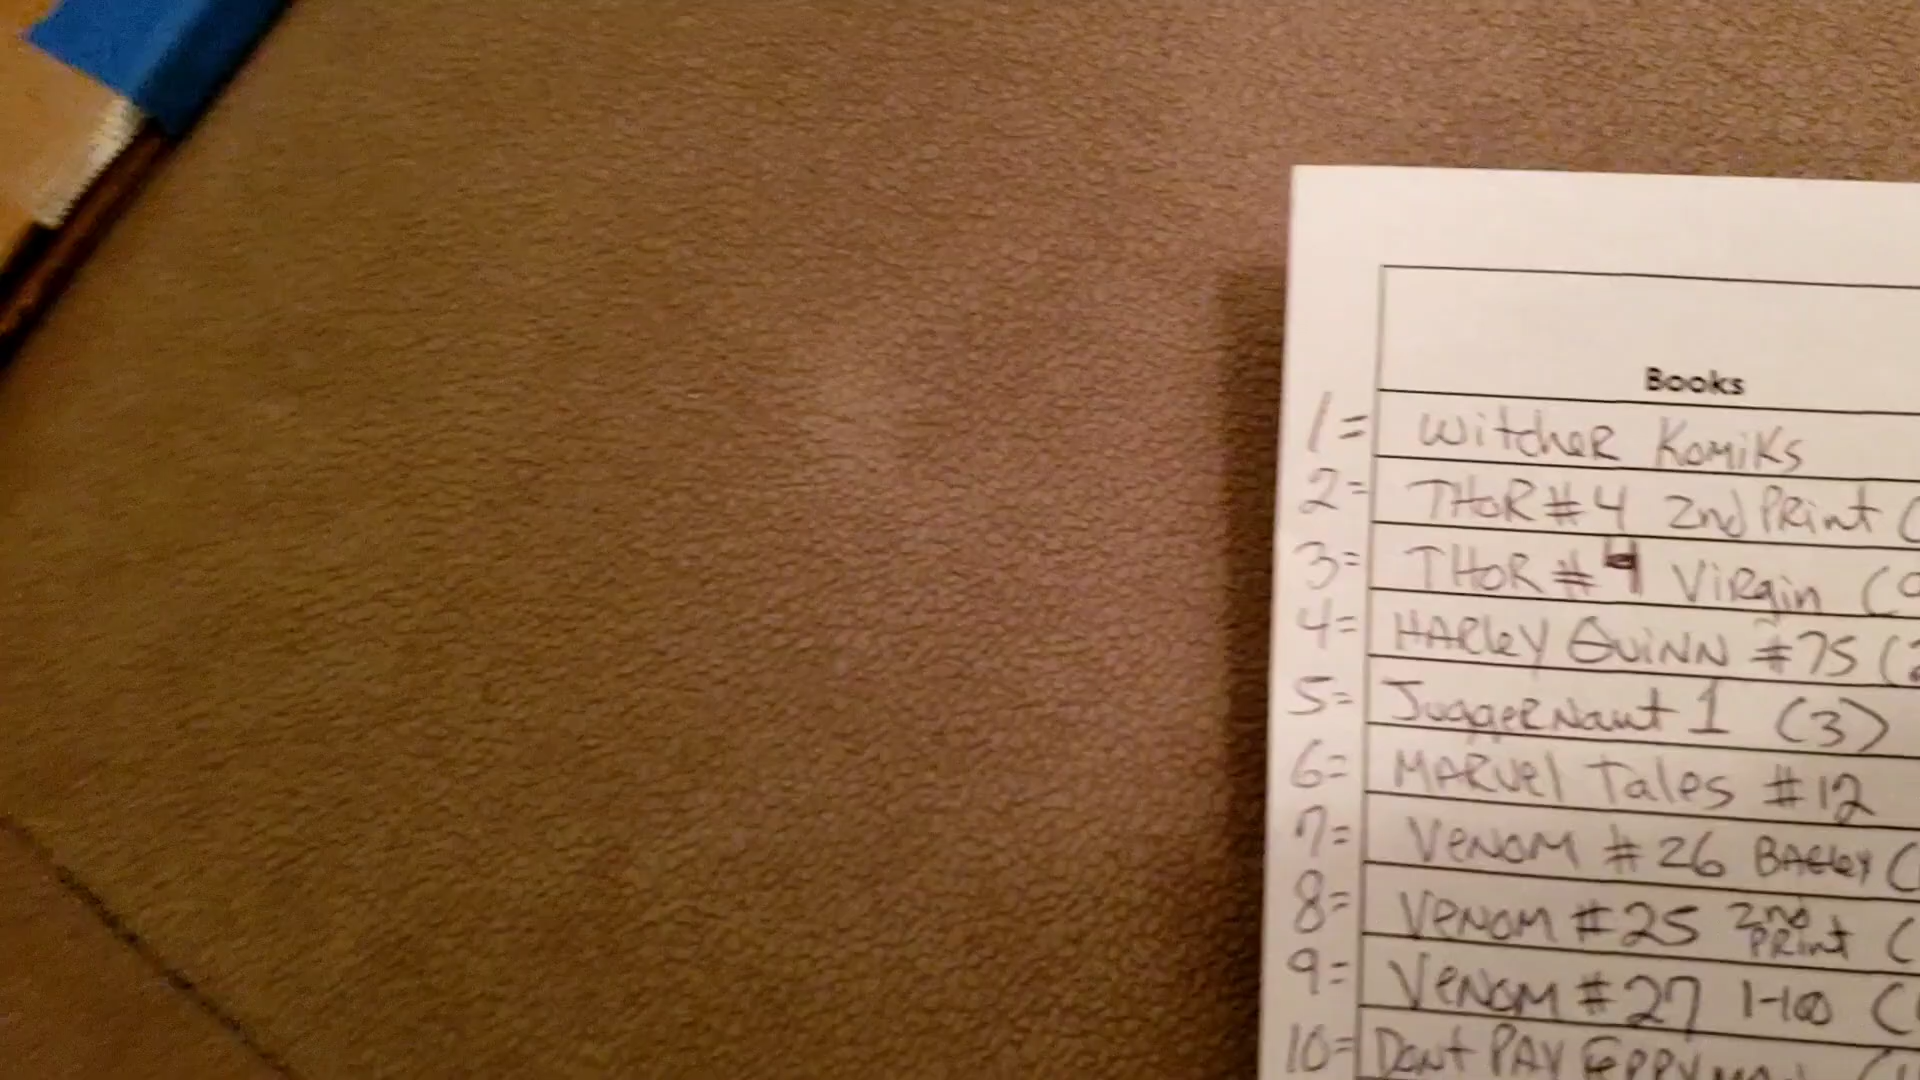 Books
1= WitcheR KomiKs
2= THOR #4 2nd PRint (
3= THOR #4 ViRgin (
4= HARley QuiNN #75 (2
5= JuggeRNaut 1 (3)
6= MARvel Tales #12
7= VeNOM #26 BAGley (
8= VeNOM #25 2nd PRint (
9= VeNOM #27 1-100 (
10= Dont PAY